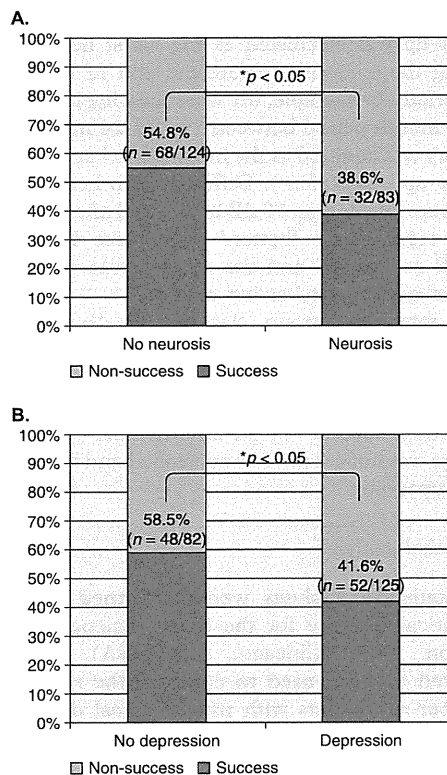 A.
100%
90%
80%
70%
60%
50%
40%
30%
20%
10%
0%
*p < 0.05
54.8%
(n = 68/124)
38.6%
(n = 32/83)
No neurosis
Neurosis
Non-success
Success
B.
100%
90%
80%
70%
60%
50%
40%
30%
20%
10%
0%
*p < 0.05
58.5%
(n = 48/82)
41.6%
(n = 52/125)
No depression
Depression
Non-success
Success